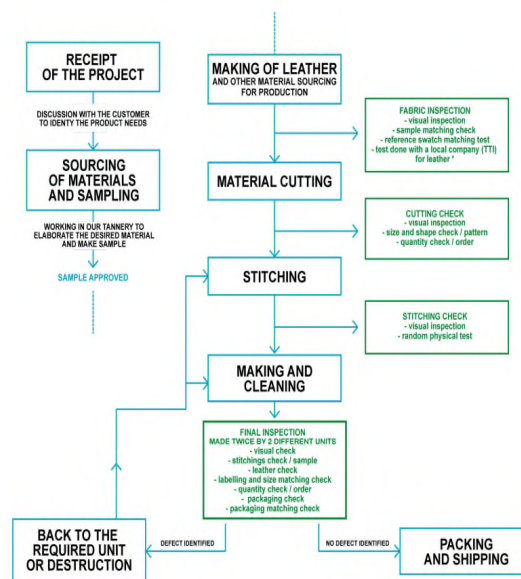 RECEIPT
OF THE PROJECT
DISCUSSION WITH THE CUSTOMER
TO IDENTY THE PRODUCT NEEDS
SOURCING
OF MATERIALS
AND SAMPLING
WORKING IN OUR TANNERY TO
ELABORATE THE DESIRED MATERIAL
AND MAKE SAMPLE
SAMPLE APPROVED
MAKING OF LEATHER
AND OTHER MATERIAL SOURCING
FOR PRODUCTION
FABRIC INSPECTION
- visual inspection
- sample matching check
- reference swatch matching test
- test done with a local company (TTI)
for leather *
MATERIAL CUTTING
CUTTING CHECK
- visual inspection
- size and shape check / pattern
- quantity check / order
STITCHING
STITCHING CHECK
- visual inspection
- random physical test
MAKING AND
CLEANING
FINAL INSPECTION
MADE TWICE BY 2 DIFFERENT UNITS
- visual check
- stitchings check / sample
- leather check
- labelling and size matching check
- quantity check / order
- packaging check
- packaging matching check
BACK TO THE
REQUIRED UNIT
OR DESTRUCTION
DEFECT IDENTIFIED
NO DEFECT IDENTIFIED
PACKING
AND SHIPPING